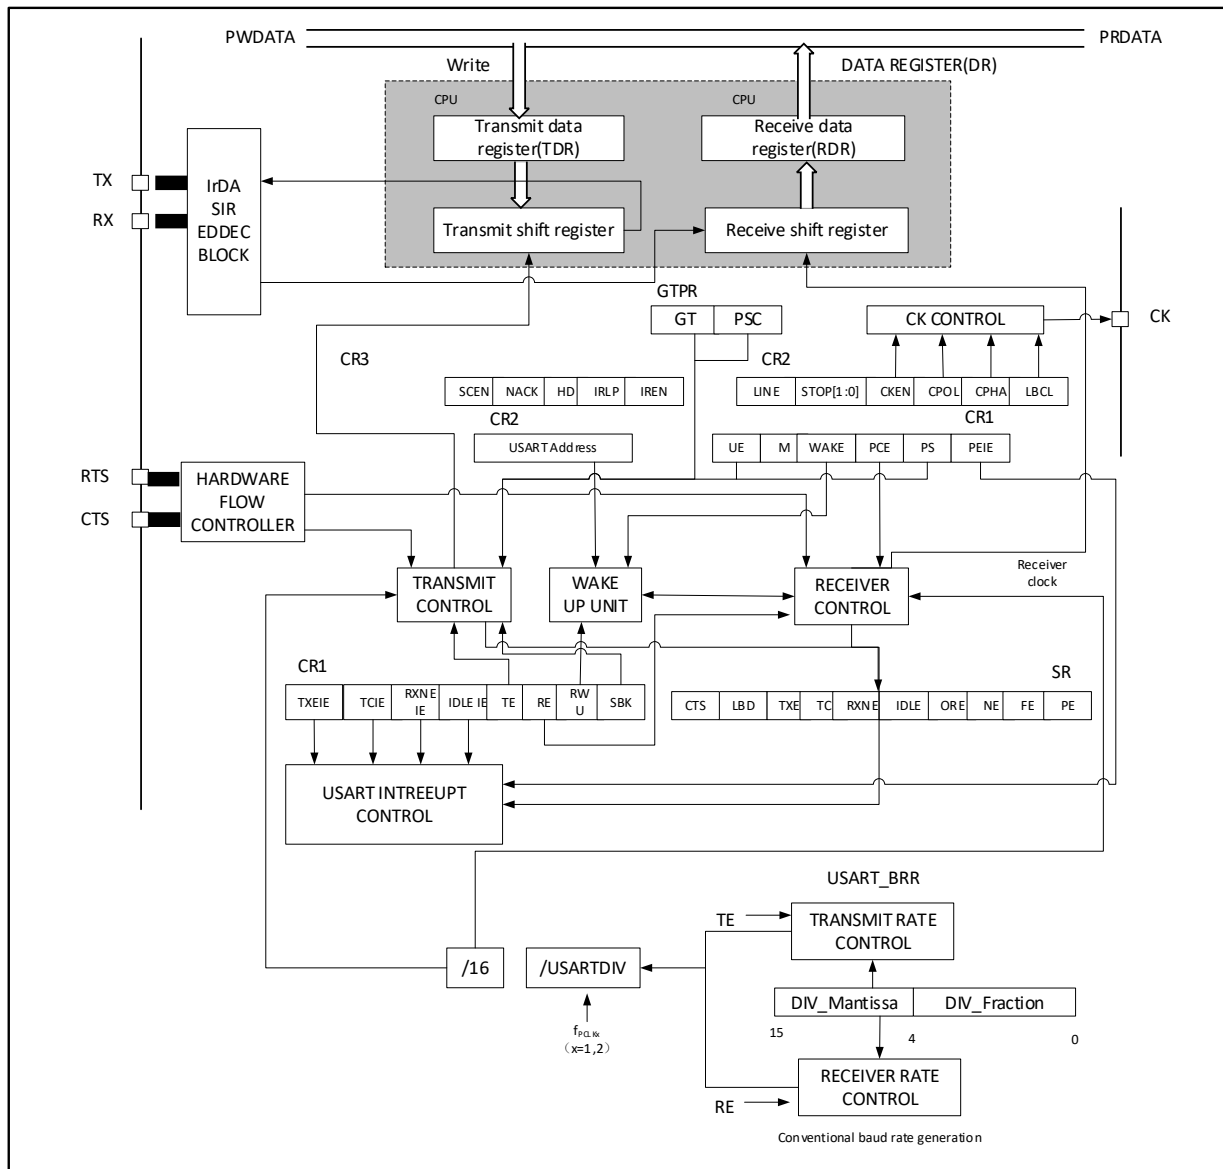 PWDATA
PRDATA
Write
DATA REGISTER(DR)
CPU
CPU
Transmit data
register(TDR)
Receive data
register(RDR)
TX
RX
IrDA
SIR
EDDEC
BLOCK
Transmit shift register
Receive shift register
GTPR
GT
PSC
CK CONTROL
CK
CR3
CR2
SCEN
NACK
HD
IRLP
IREN
LINE
STOP[1:0]
CKEN
CPOL
CPHA
LBCL
CR2
CR1
USART Address
UE
M
WAKE
PCE
PS
PEIE
RTS
CTS
HARDWARE
FLOW
CONTROLLER
TRANSMIT
CONTROL
WAKE
UP UNIT
RECEIVER
CONTROL
Receiver
clock
CR1
SR
TXEIE
TCIE
RXNE
IE
IDLE IE
TE
RE
RW
U
SBK
CTS
LBD
TXE
TC
RXNE
IDLE
ORE
NE
FE
PE
USART INTREEUPT
CONTROL
USART_BRR
TE
TRANSMIT RATE
CONTROL
/16
/USARTDIV
DIV_Mantissa
DIV_Fraction
15
4
0
fPCLKx
（x=1,2）
RECEIVER RATE
CONTROL
RE
Conventional baud rate generation